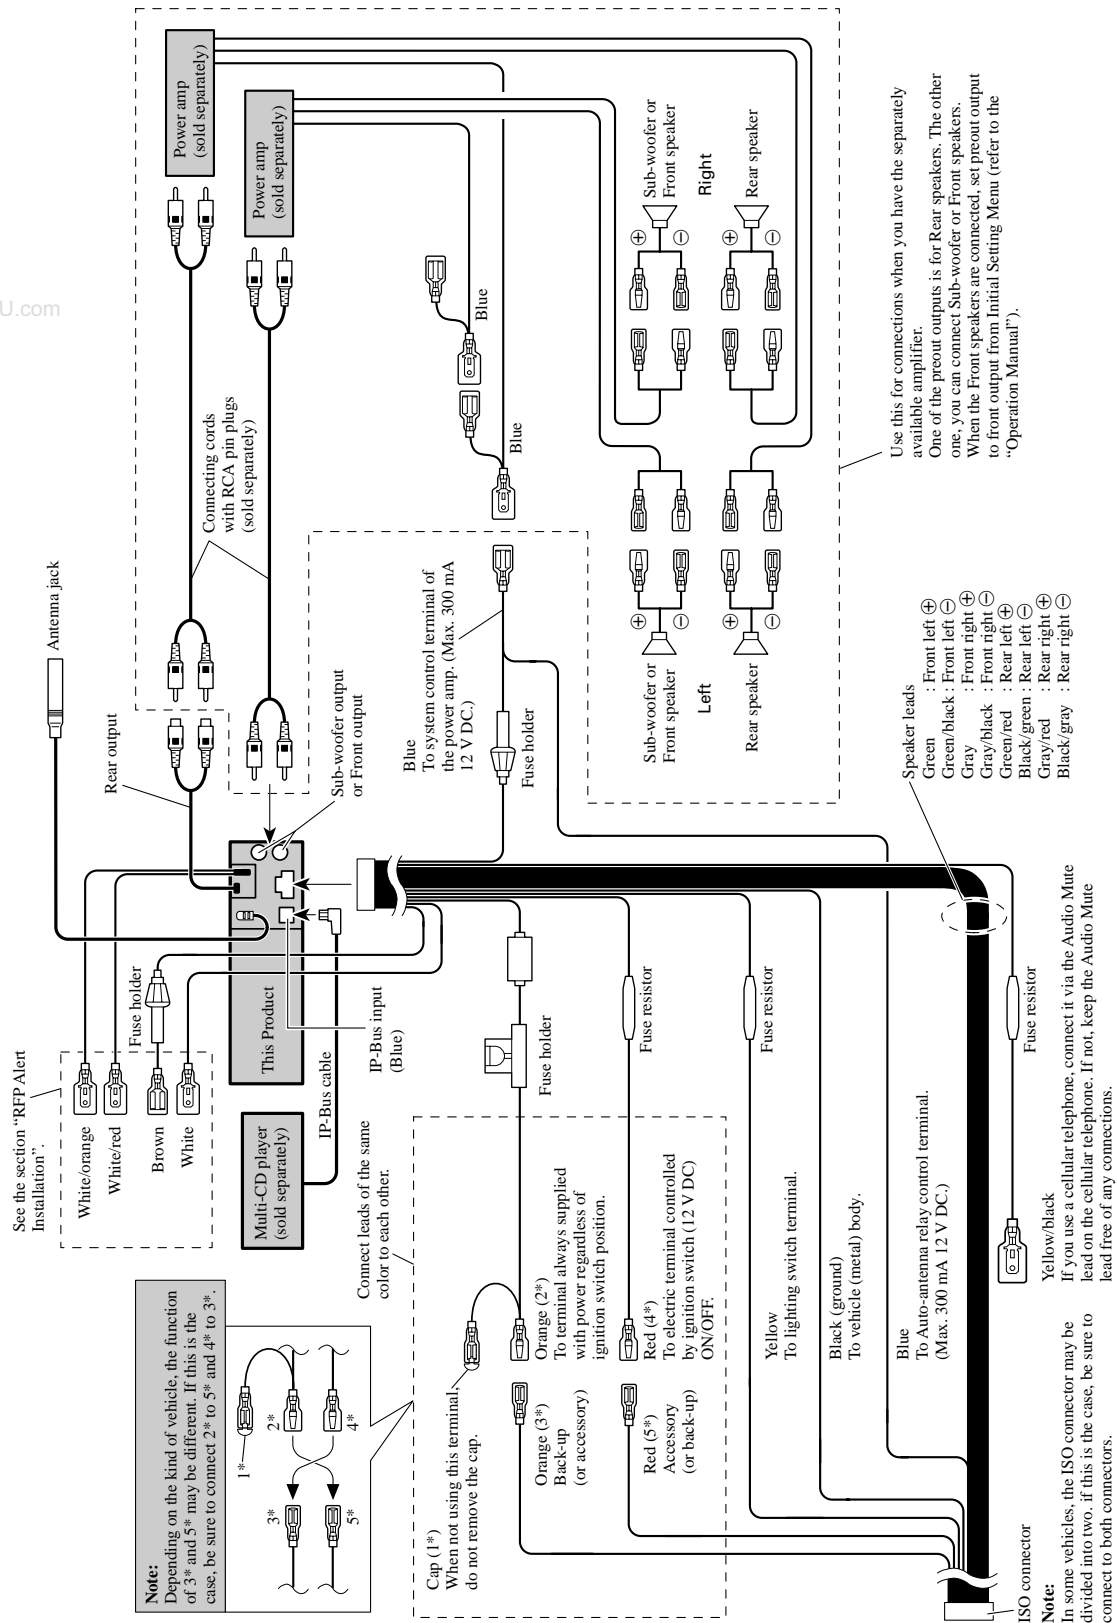 U.com
Note:
Depending on the kind of vehicle, the function
of 3* and 5* may be different. If this is the
case, be sure to connect 2* to 5* and 4* to 3*.
1*
2*
4*
3*
5*
See the section “RFP Alert
Installation”.
White/orange
White/red
Brown
White
Fuse holder
Antenna jack
Rear output
Multi-CD player
(sold separately)
This Product
IP-Bus cable
IP-Bus input
(Blue)
Sub-woofer output
or Front output
Connecting cords
with RCA pin plugs
(sold separately)
Power amp
(sold separately)
Power amp
(sold separately)
Blue
Blue
Blue
To system control terminal of
the power amp. (Max. 300 mA
12 V DC.)
Fuse holder
Connect leads of the same
color to each other.
Cap (1*)
When not using this terminal,
do not remove the cap.
Orange (2*)
To terminal always supplied
with power regardless of
ignition switch position.
Orange (3*)
Back-up
(or accessory)
Fuse holder
Red (4*)
To electric terminal controlled
by ignition switch (12 V DC)
ON/OFF.
Red (5*)
Accessory
(or back-up)
Fuse resistor
Yellow
To lighting switch terminal.
Fuse resistor
Black (ground)
To vehicle (metal) body.
Blue
To Auto-antenna relay control terminal.
(Max. 300 mA 12 V DC.)
Sub-woofer or
Front speaker
⊕
⊖
Left
Rear speaker
⊕
⊖
Sub-woofer or
Front speaker
⊕
⊖
Right
Rear speaker
⊕
⊖
Use this for connections when you have the separately
available amplifier.
One of the preout outputs is for Rear speakers. The other
one, you can connect Sub-woofer or Front speakers.
When the Front speakers are connected, set preout output
to front output from Initial Setting Menu (refer to the
“Operation Manual”).
Speaker leads
Green : Front left ⊕
Green/black : Front left ⊖
Gray : Front right ⊕
Gray/black : Front right ⊖
Green/red : Rear left ⊕
Black/green : Rear left ⊖
Gray/red : Rear right ⊕
Black/gray : Rear right ⊖
Fuse resistor
Yellow/black
If you use a cellular telephone, connect it via the Audio Mute
lead on the cellular telephone. If not, keep the Audio Mute
lead free of any connections.
ISO connector
Note:
In some vehicles, the ISO connector may be
divided into two. if this is the case, be sure to
connect to both connectors.